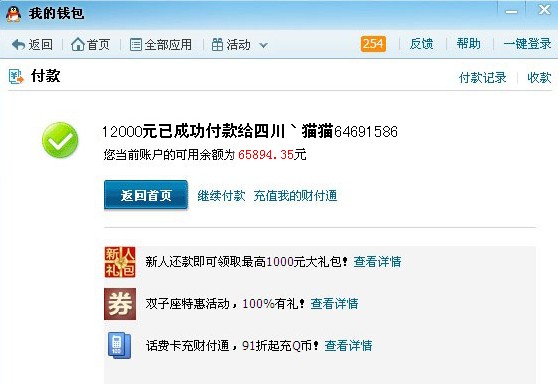 我的钱包
返回 首页 全部应用 活动 254 反馈 帮助 一键登录
付款 付款记录 收款
12000元已成功付款给四川丶猫猫64691586
您当前账户的可用余额为 65894.35元
返回首页 继续付款 充值我的财付通
新人礼包 新人还款即可领取最高1000元大礼包! 查看详情
券 双子座特惠活动，100%有礼! 查看详情
100 话费卡充财付通，91折起充Q币! 查看详情